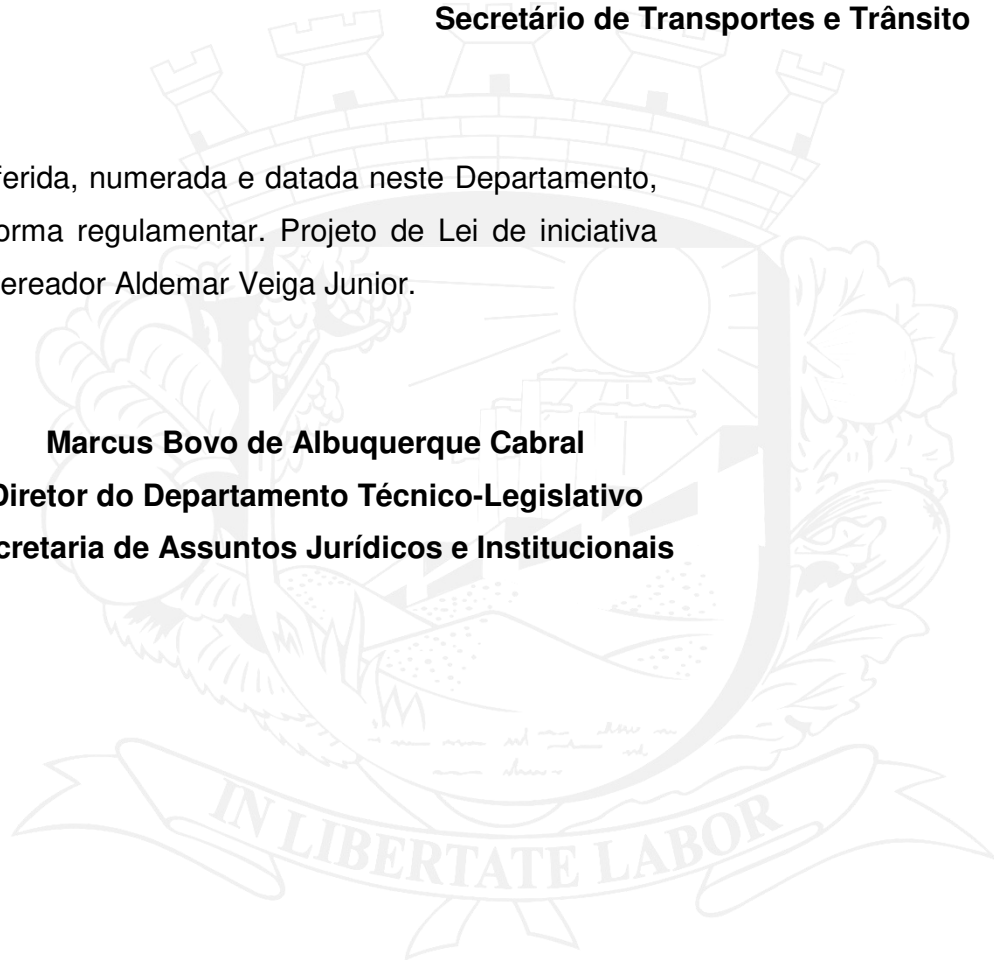 Secretário de Transportes e Trânsito
ferida, numerada e datada neste Departamento,
orma regulamentar. Projeto de Lei de iniciativa
ereador Aldemar Veiga Junior.
Marcus Bovo de Albuquerque Cabral
Diretor do Departamento Técnico-Legislativo
cretaria de Assuntos Jurídicos e Institucionais
IN LIBERTATE LABOR